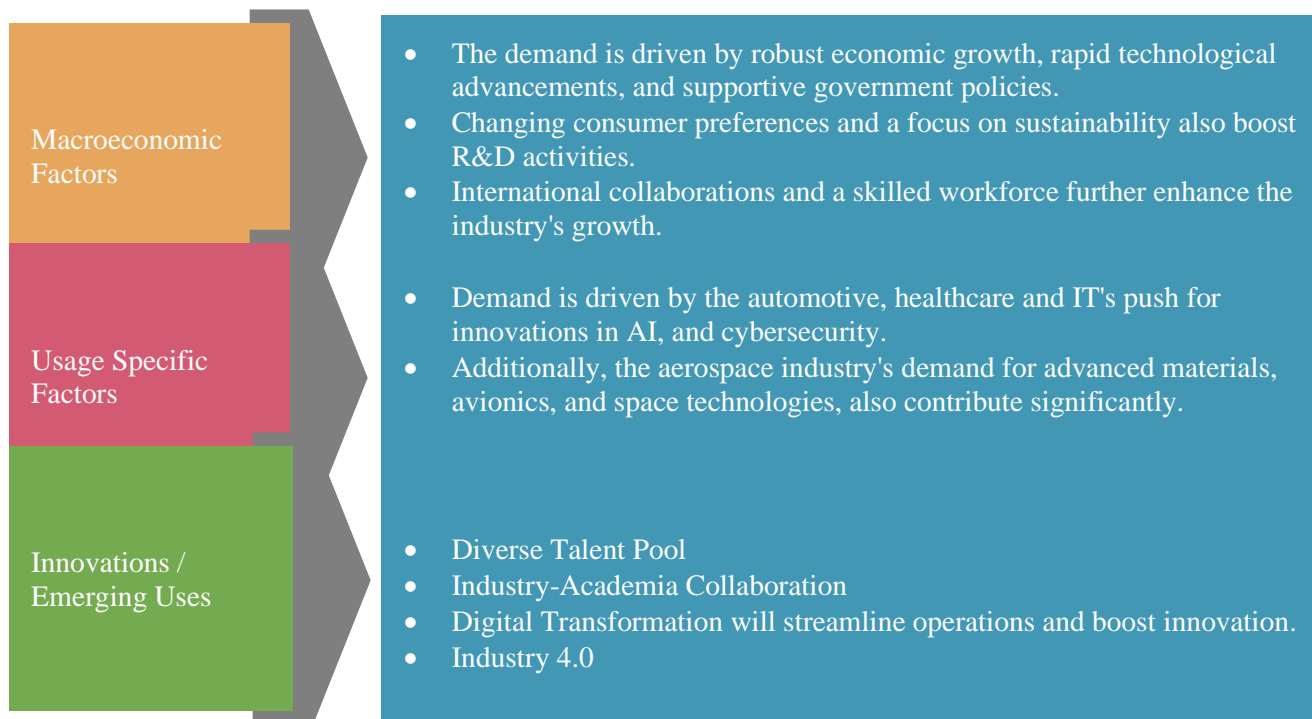 Macroeconomic
Factors
• The demand is driven by robust economic growth, rapid technological
advancements, and supportive government policies.
• Changing consumer preferences and a focus on sustainability also boost
R&D activities.
• International collaborations and a skilled workforce further enhance the
industry's growth.
Usage Specific
Factors
• Demand is driven by the automotive, healthcare and IT's push for
innovations in AI, and cybersecurity.
• Additionally, the aerospace industry's demand for advanced materials,
avionics, and space technologies, also contribute significantly.
Innovations /
Emerging Uses
• Diverse Talent Pool
• Industry-Academia Collaboration
• Digital Transformation will streamline operations and boost innovation.
• Industry 4.0